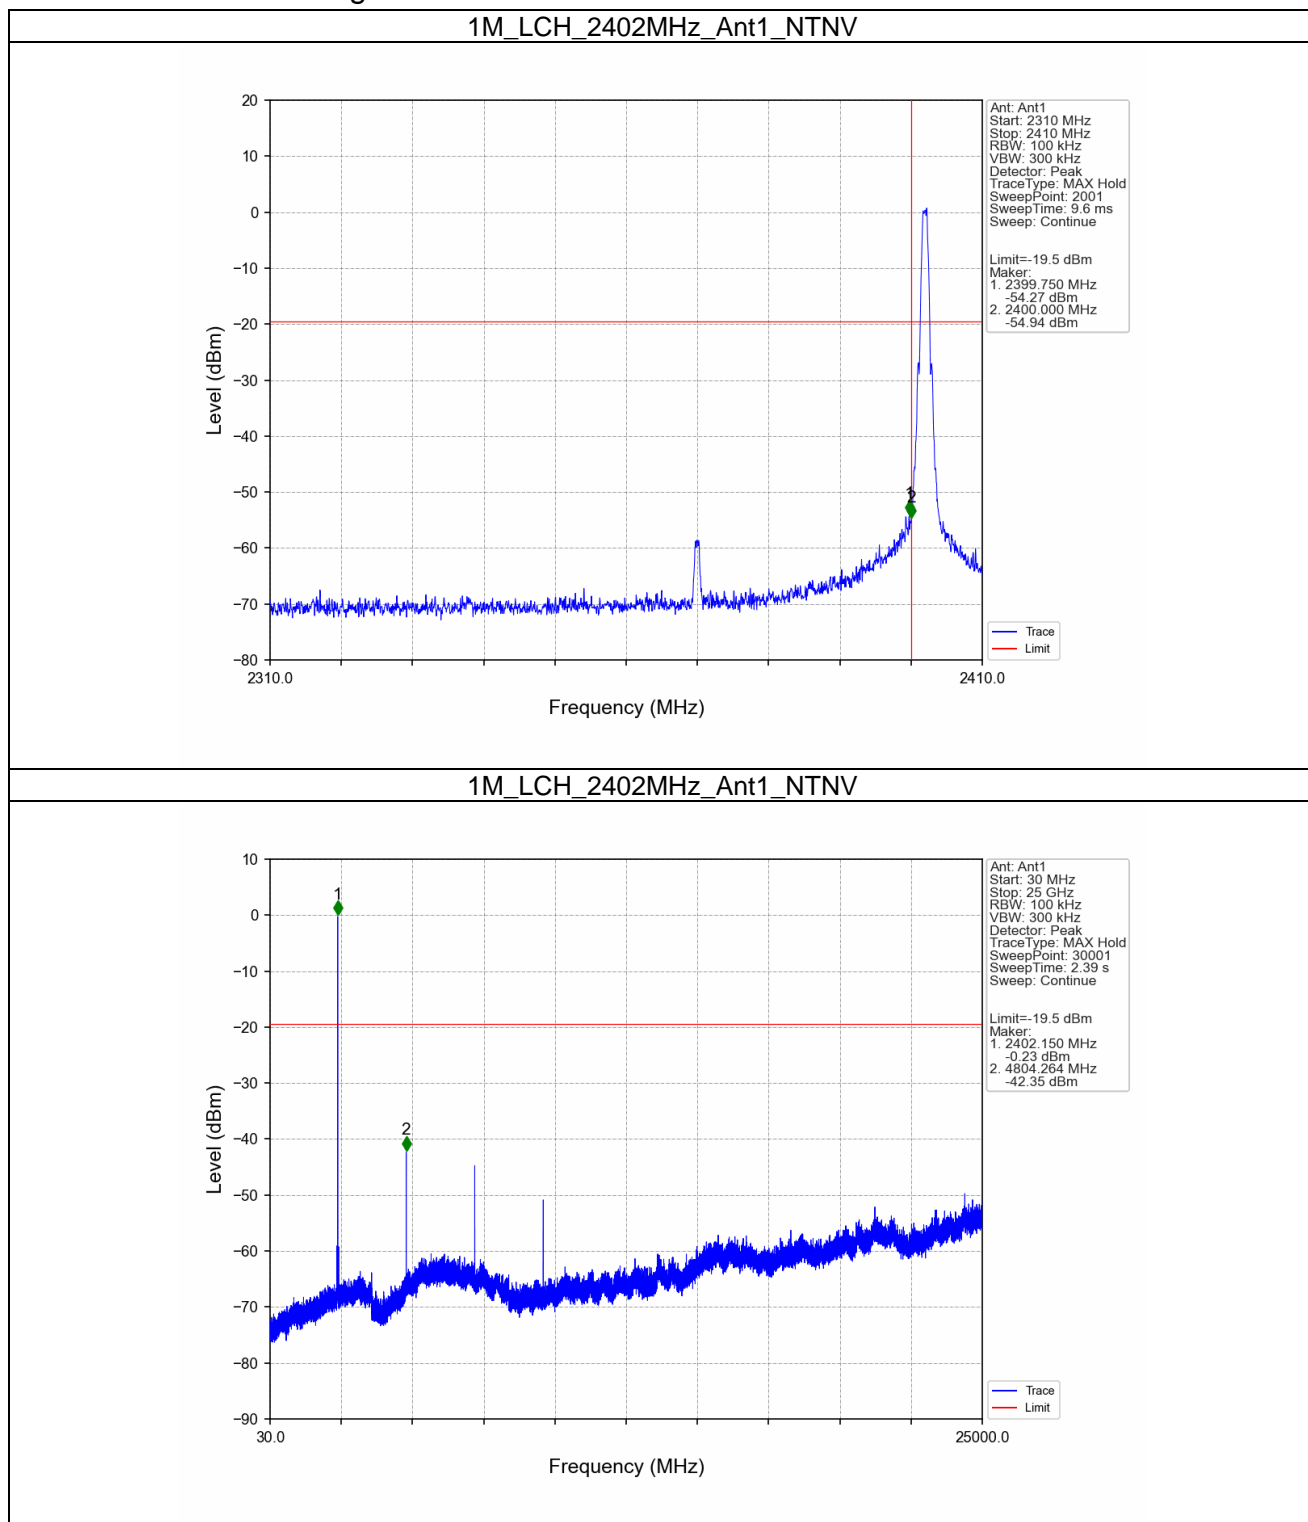 1M_LCH_2402MHz_Ant1_NTNV
20
10
0
−10
−20
−30
−40
−50
−60
−70
−80
Level (dBm)
2310.0
2410.0
Frequency (MHz)
1
2
Ant: Ant1
Start: 2310 MHz
Stop: 2410 MHz
RBW: 100 kHz
VBW: 300 kHz
Detector: Peak
TraceType: MAX Hold
SweepPoint: 2001
SweepTime: 9.6 ms
Sweep: Continue
Limit=-19.5 dBm
Maker:
1. 2399.750 MHz
-54.27 dBm
2. 2400.000 MHz
-54.94 dBm
Trace
Limit
1M_LCH_2402MHz_Ant1_NTNV
10
0
−10
−20
−30
−40
−50
−60
−70
−80
−90
Level (dBm)
30.0
25000.0
Frequency (MHz)
1
2
Ant: Ant1
Start: 30 MHz
Stop: 25 GHz
RBW: 100 kHz
VBW: 300 kHz
Detector: Peak
TraceType: MAX Hold
SweepPoint: 30001
SweepTime: 2.39 s
Sweep: Continue
Limit=-19.5 dBm
Maker:
1. 2402.150 MHz
-0.23 dBm
2. 4804.264 MHz
-42.35 dBm
Trace
Limit